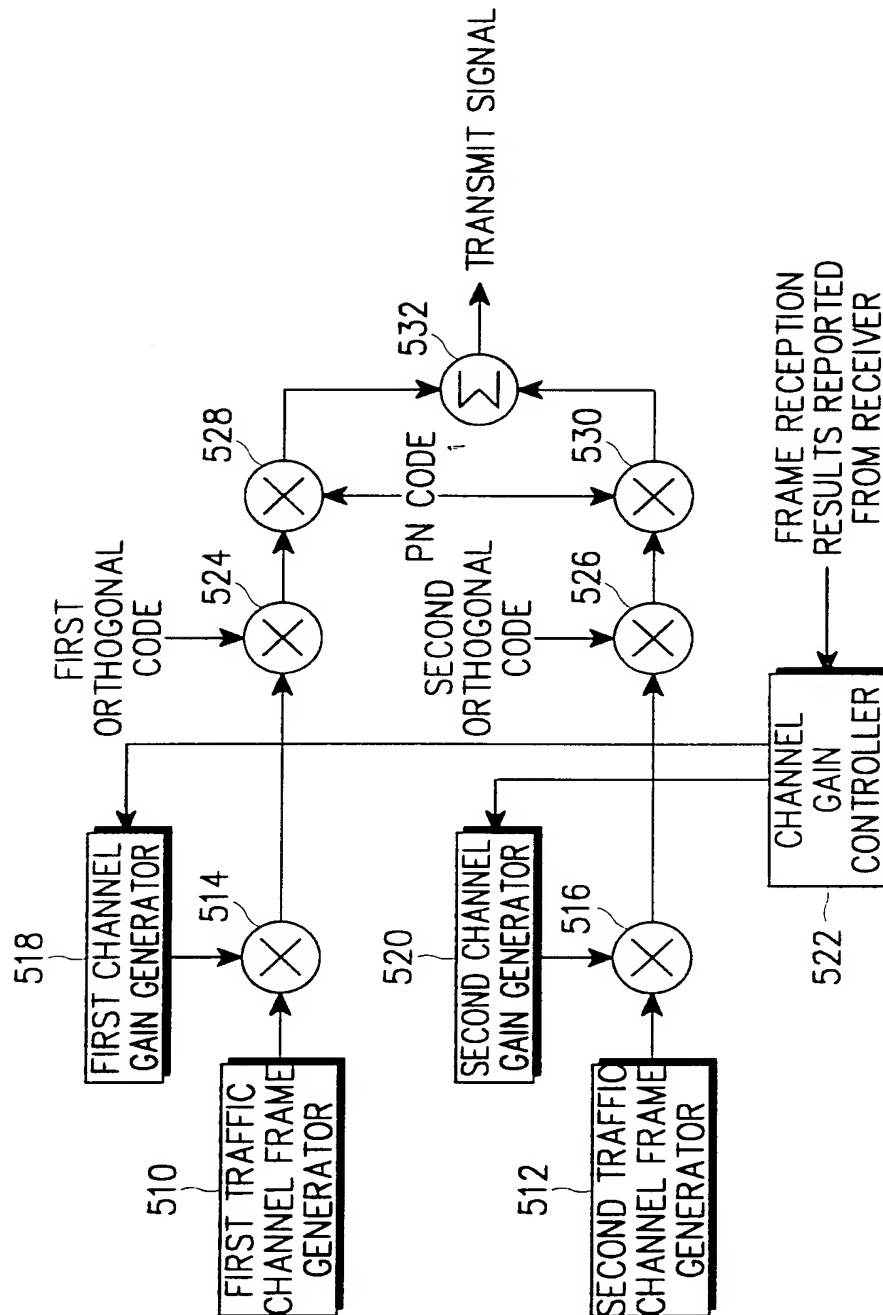 510
FIRST TRAFFIC
CHANNEL FRAME
GENERATOR
518
FIRST CHANNEL
GAIN GENERATOR
514
FIRST
ORTHOGONAL
CODE
524
528
PN CODE
532
TRANSMIT SIGNAL
512
SECOND TRAFFIC
CHANNEL FRAME
GENERATOR
520
SECOND CHANNEL
GAIN GENERATOR
516
SECOND
ORTHOGONAL
CODE
526
530
Σ
522
CHANNEL
GAIN
CONTROLLER
FRAME RECEPTION
RESULTS REPORTED
FROM RECEIVER